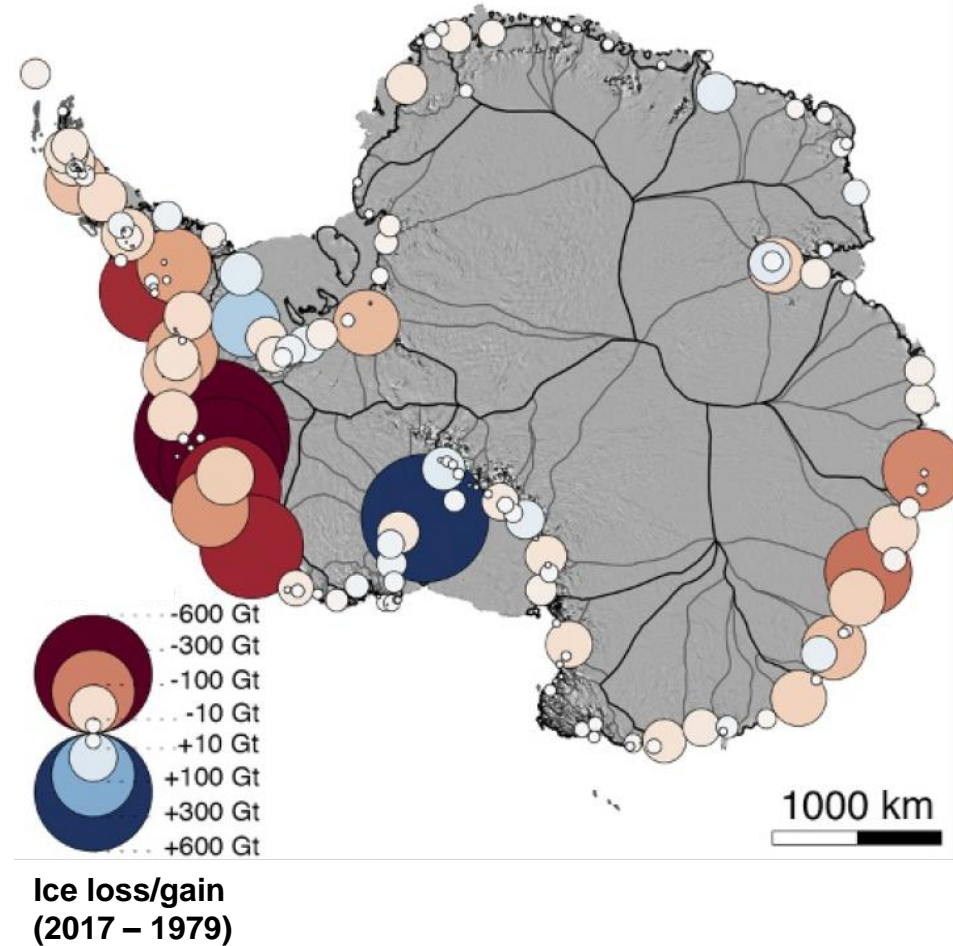 -600 Gt
-300 Gt
-100 Gt
-10 Gt
+10 Gt
+100 Gt
+300 Gt
+600 Gt
1000 km
Ice loss/gain
(2017 – 1979)